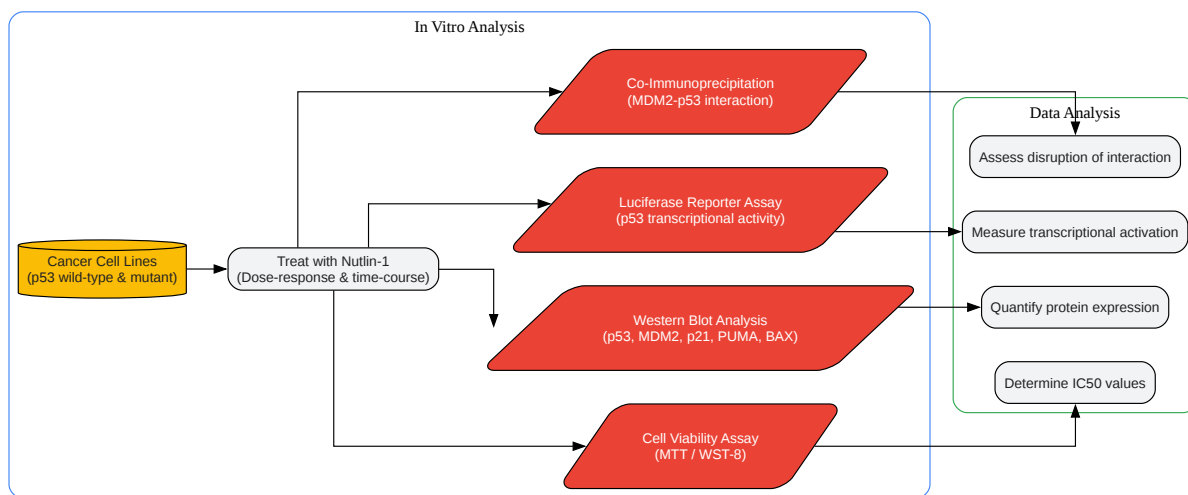 In Vitro Analysis
Co-Immunoprecipitation
(MDM2-p53 interaction)
Data Analysis
Assess disruption of interaction
Luciferase Reporter Assay
(p53 transcriptional activity)
Measure transcriptional activation
Cancer Cell Lines
(p53 wild-type & mutant)
Treat with Nutlin-1
(Dose-response & time-course)
Western Blot Analysis
(p53, MDM2, p21, PUMA, BAX)
Quantify protein expression
Determine IC50 values
Cell Viability Assay
(MTT / WST-8)